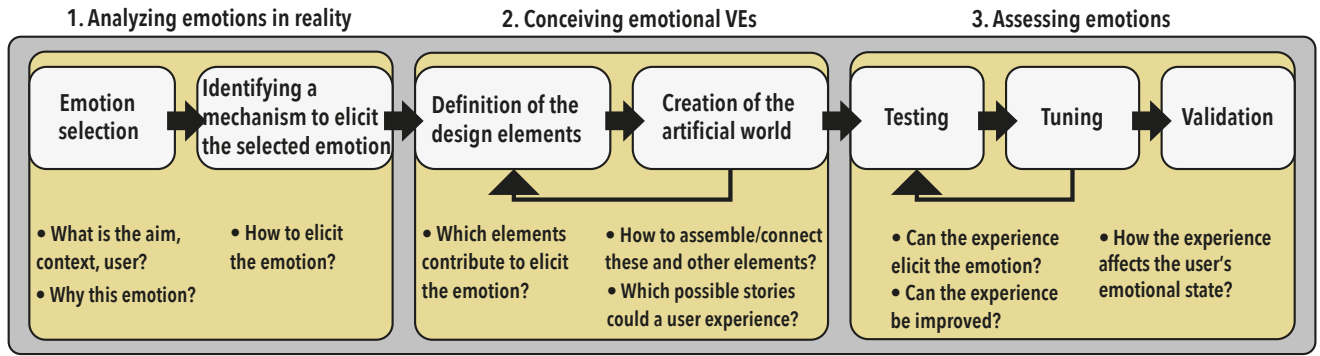 1. Analyzing emotions in reality
2. Conceiving emotional VEs
3. Assessing emotions
Emotion
selection
Identifying a
mechanism to elicit
the selected emotion
Definition of the
design elements
Creation of the
artificial world
Testing
Tuning
Validation
• What is the aim,
context, user?
• Why this emotion?
• How to elicit
the emotion?
• Which elements
contribute to elicit
the emotion?
• How to assemble/connect
these and other elements?
• Which possible stories
could a user experience?
• Can the experience
elicit the emotion?
• Can the experience
be improved?
• How the experience
affects the user's
emotional state?